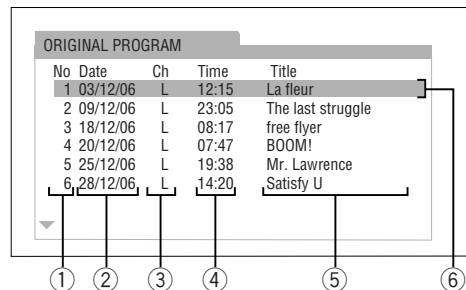 ORIGINAL PROGRAM
No Date Ch Time Title
1 03/12/06 L 12:15 La fleur
2 09/12/06 L 23:05 The last struggle
3 18/12/06 L 08:17 free flyer
4 20/12/06 L 07:47 BOOM!
5 25/12/06 L 19:38 Mr. Lawrence
6 28/12/06 L 14:20 Satisfy U
① ② ③ ④ ⑤ ⑥